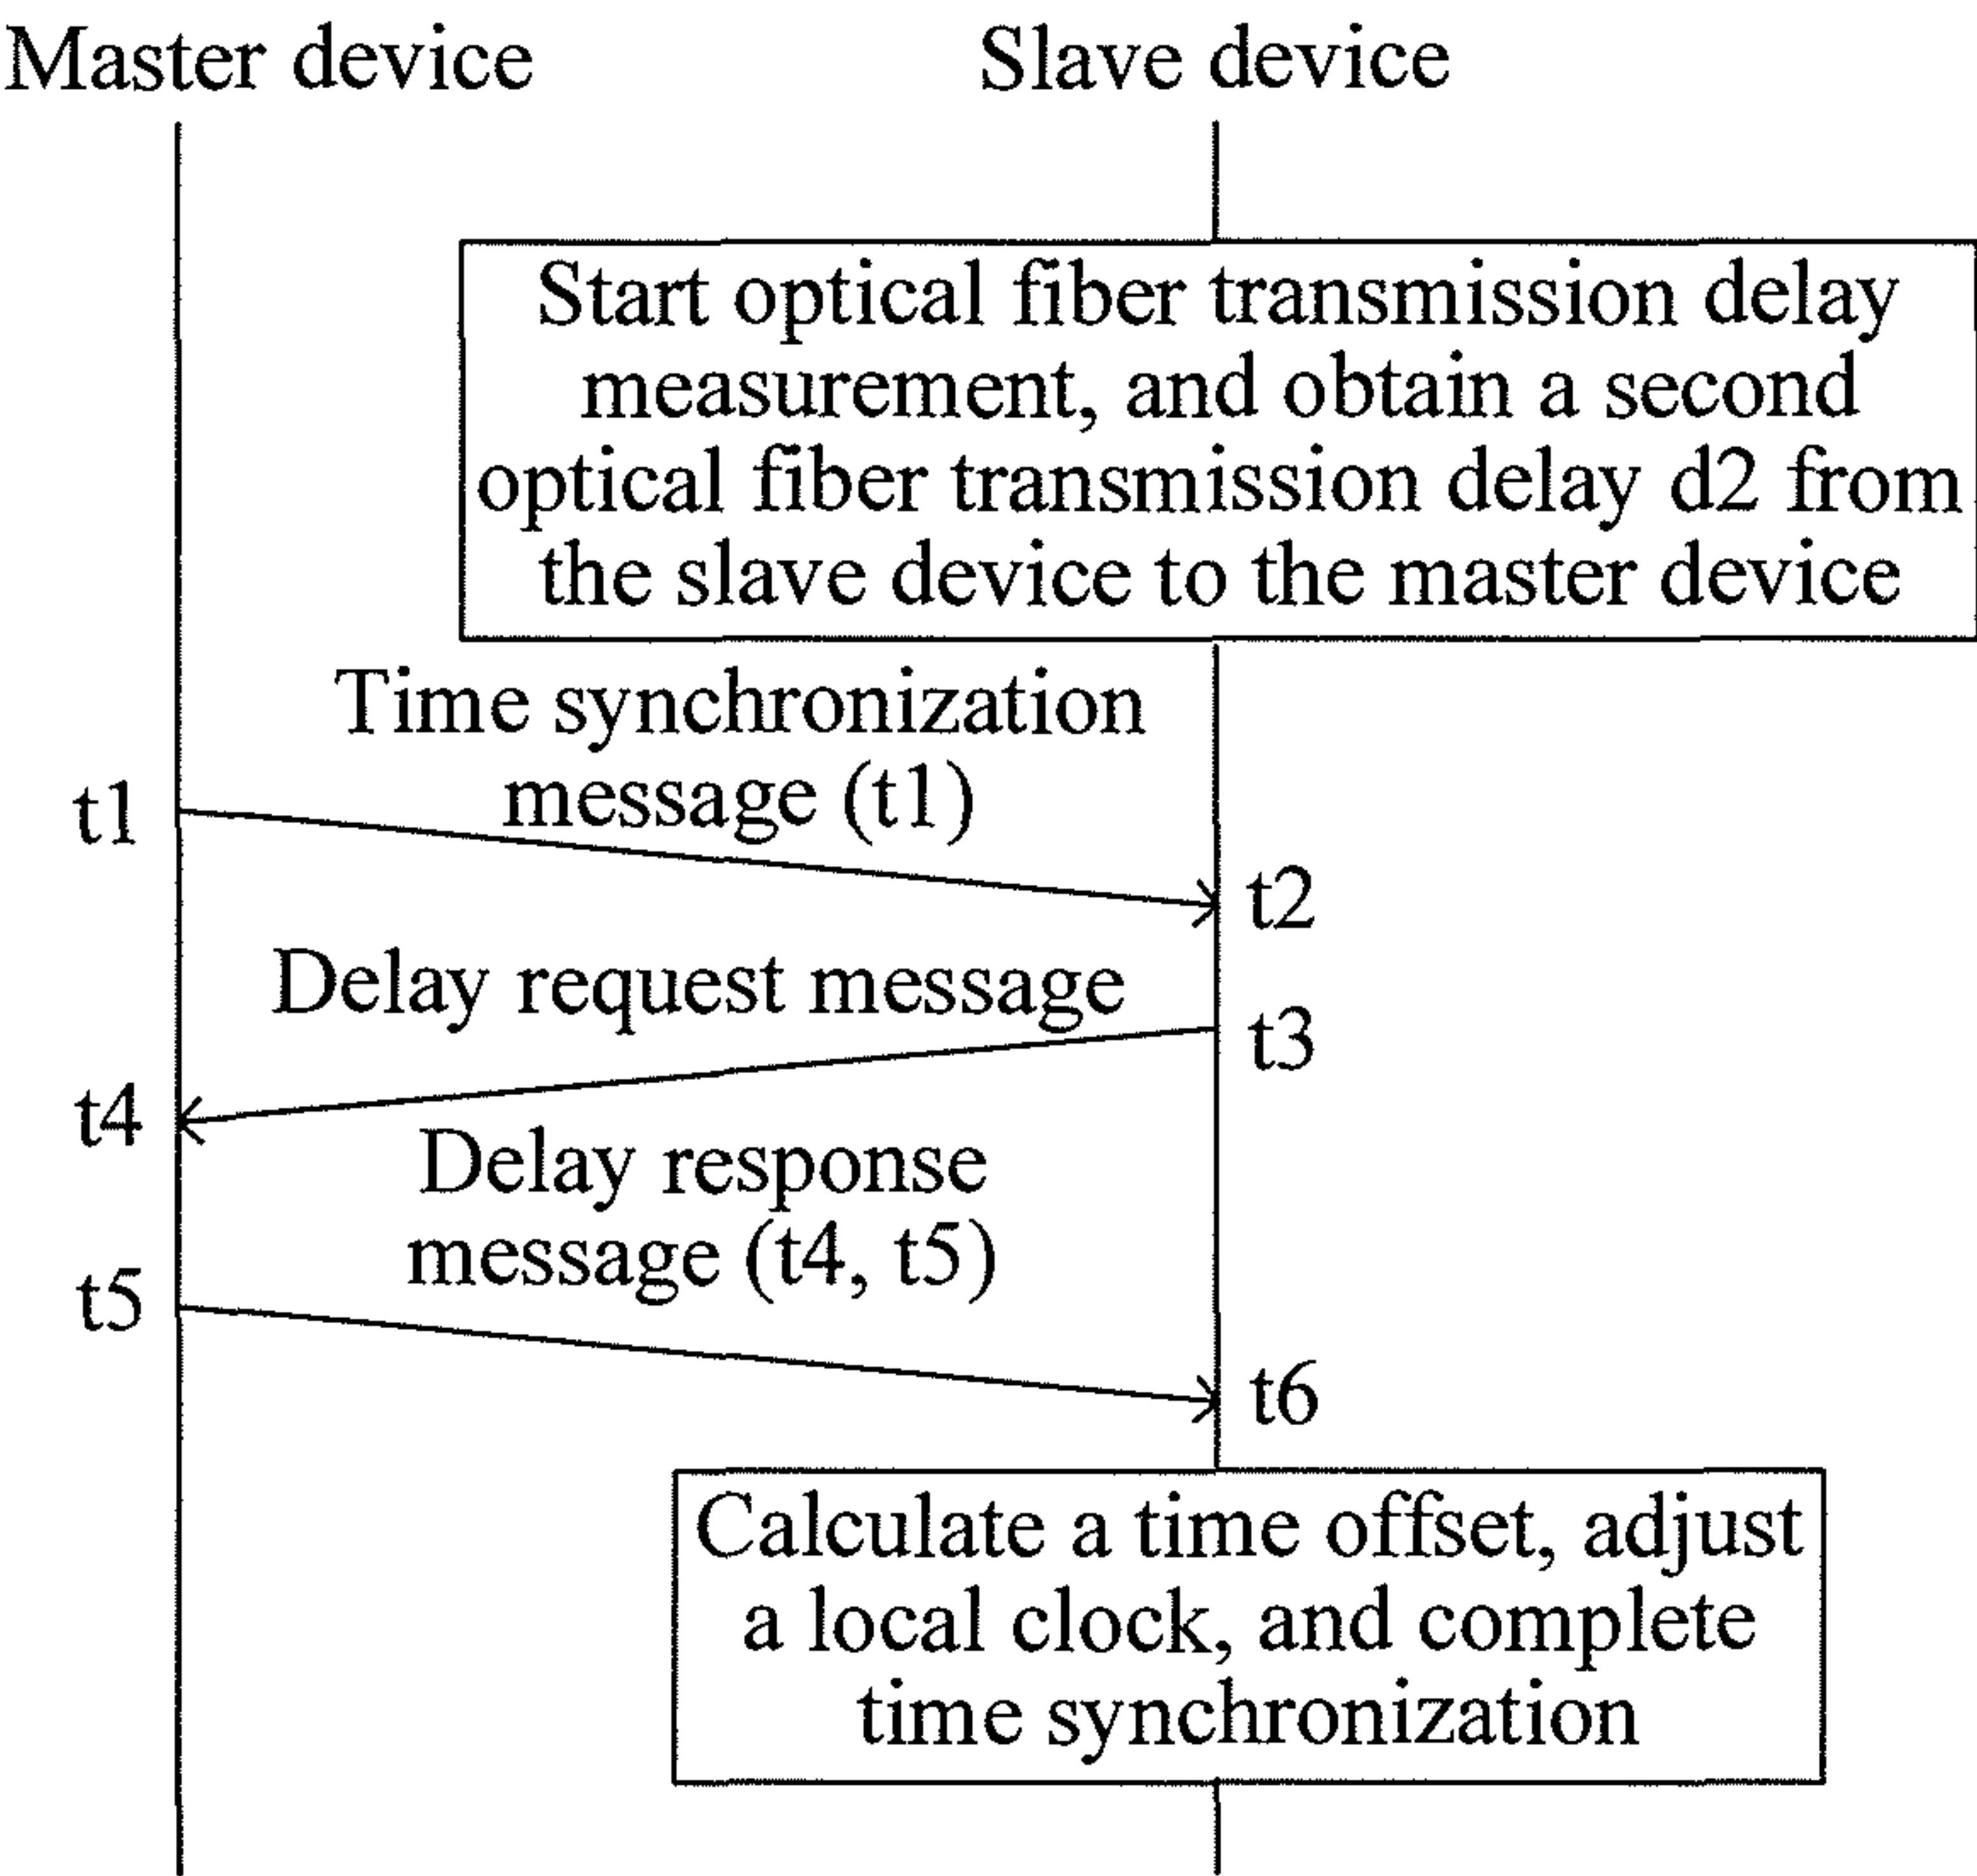 Master device
Slave device
Start optical fiber transmission delay
measurement, and obtain a second
optical fiber transmission delay d2 from
the slave device to the master device
Time synchronization
message (t1)
t1
t2
Delay request message
t3
t4
Delay response
message (t4, t5)
t5
t6
Calculate a time offset, adjust
a local clock, and complete
time synchronization